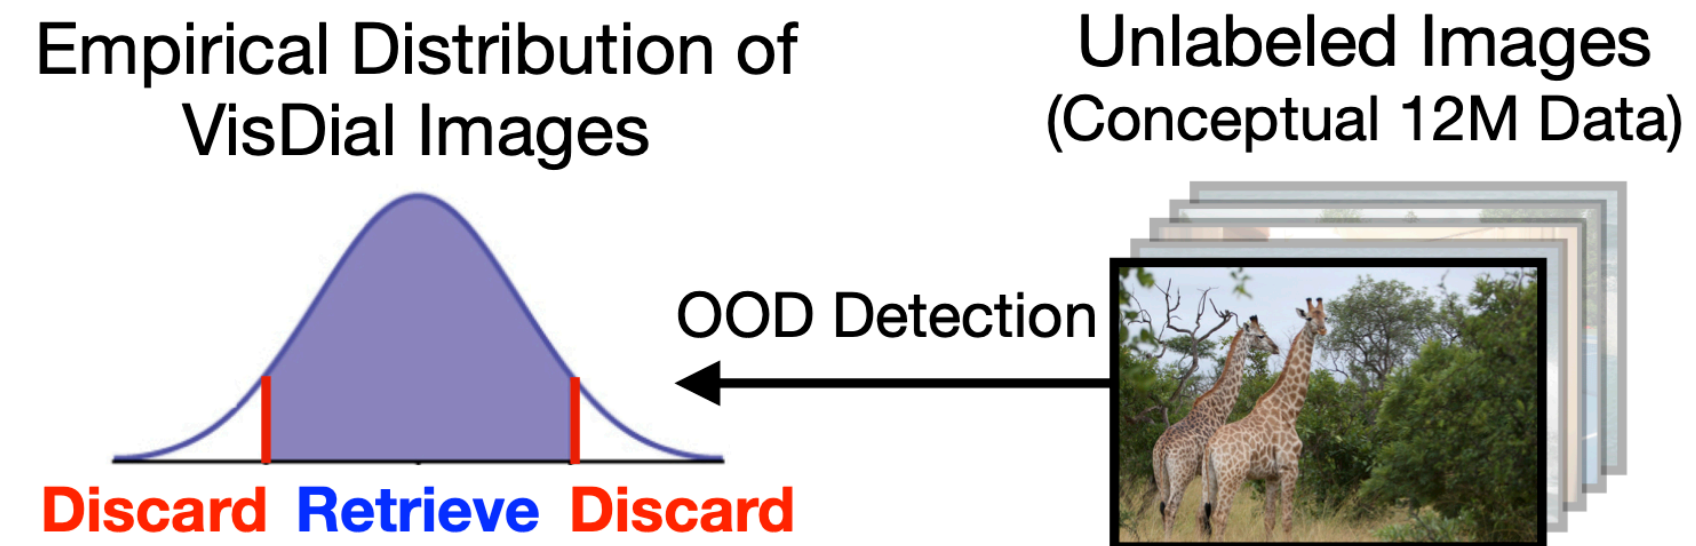 Empirical Distribution of
VisDial Images
Unlabeled Images
(Conceptual 12M Data)
OOD Detection
Discard Retrieve Discard